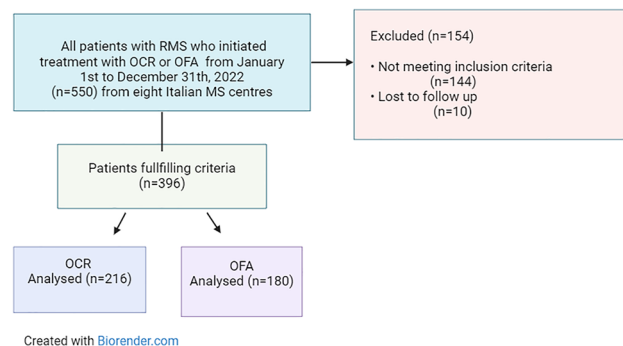 All patients with RMS who initiated
treatment with OCR or OFA from January
1st to December 31th, 2022
(n=550) from eight Italian MS centres
Excluded (n=154)
• Not meeting inclusion criteria
(n=144)
• Lost to follow up
(n=10)
Patients fullfilling criteria
(n=396)
OCR
Analysed (n=216)
OFA
Analysed (n=180)
Created with Biorender.com